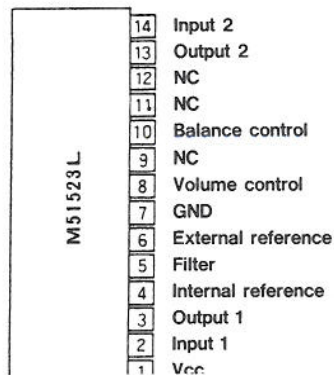 M51523L
14 Input 2
13 Output 2
12 NC
11 NC
10 Balance control
9 NC
8 Volume control
7 GND
6 External reference
5 Filter
4 Internal reference
3 Output 1
2 Input 1
1 Vcc